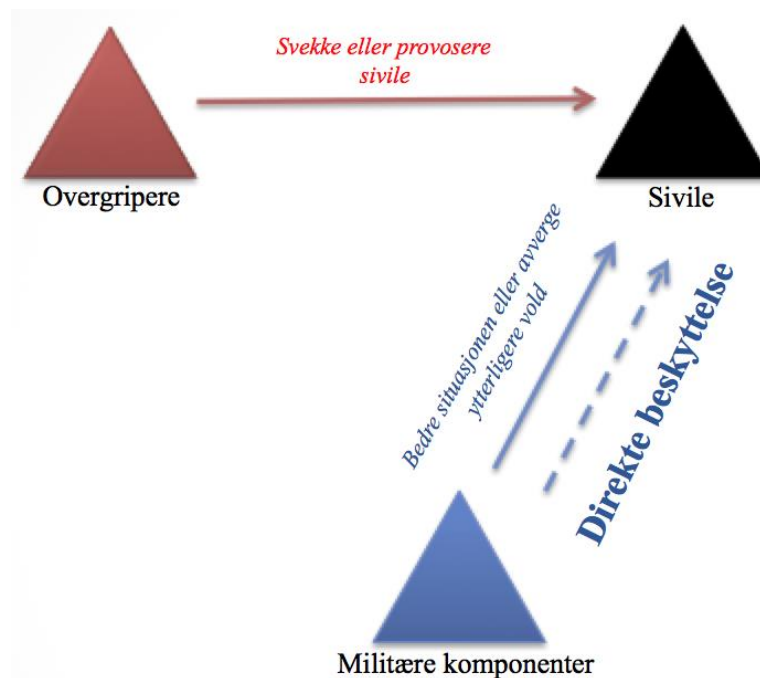 Svekke eller provosere
sivile
Overgripere
Sivile
Bedre situasjonen eller avverge
ytterligere vold
Direkte beskyttelse
Militære komponenter